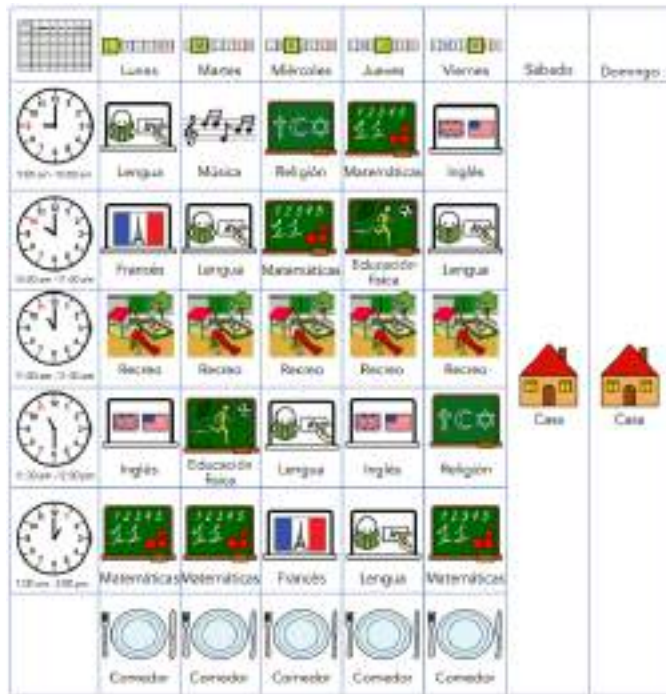 Lunes Martes Miércoles Jueves Viernes Sábado Domingo
Lengua Música Religión Matemáticas Inglés
Francés Lengua Matemáticas Educación física Lengua
Recreo Recreo Recreo Recreo Recreo
Casa Casa
Inglés Educación física Lengua Inglés Religión
Matemáticas Matemáticas Francés Lengua Matemáticas
Comedor Comedor Comedor Comedor Comedor